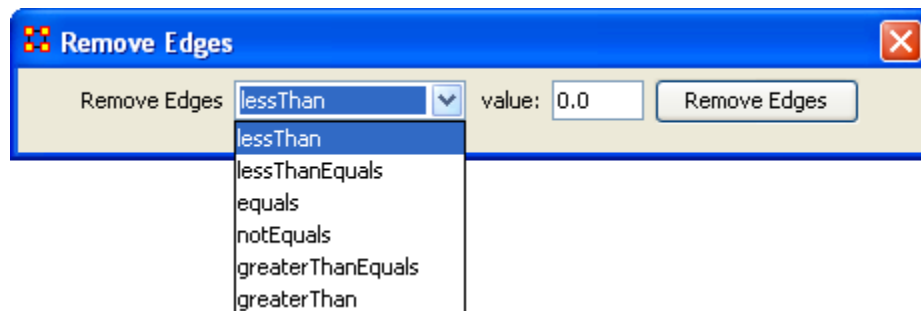 Remove Edges
Remove Edges lessThan value: 0.0 Remove Edges
lessThan
lessThanEquals
equals
notEquals
greaterThanEquals
greaterThan